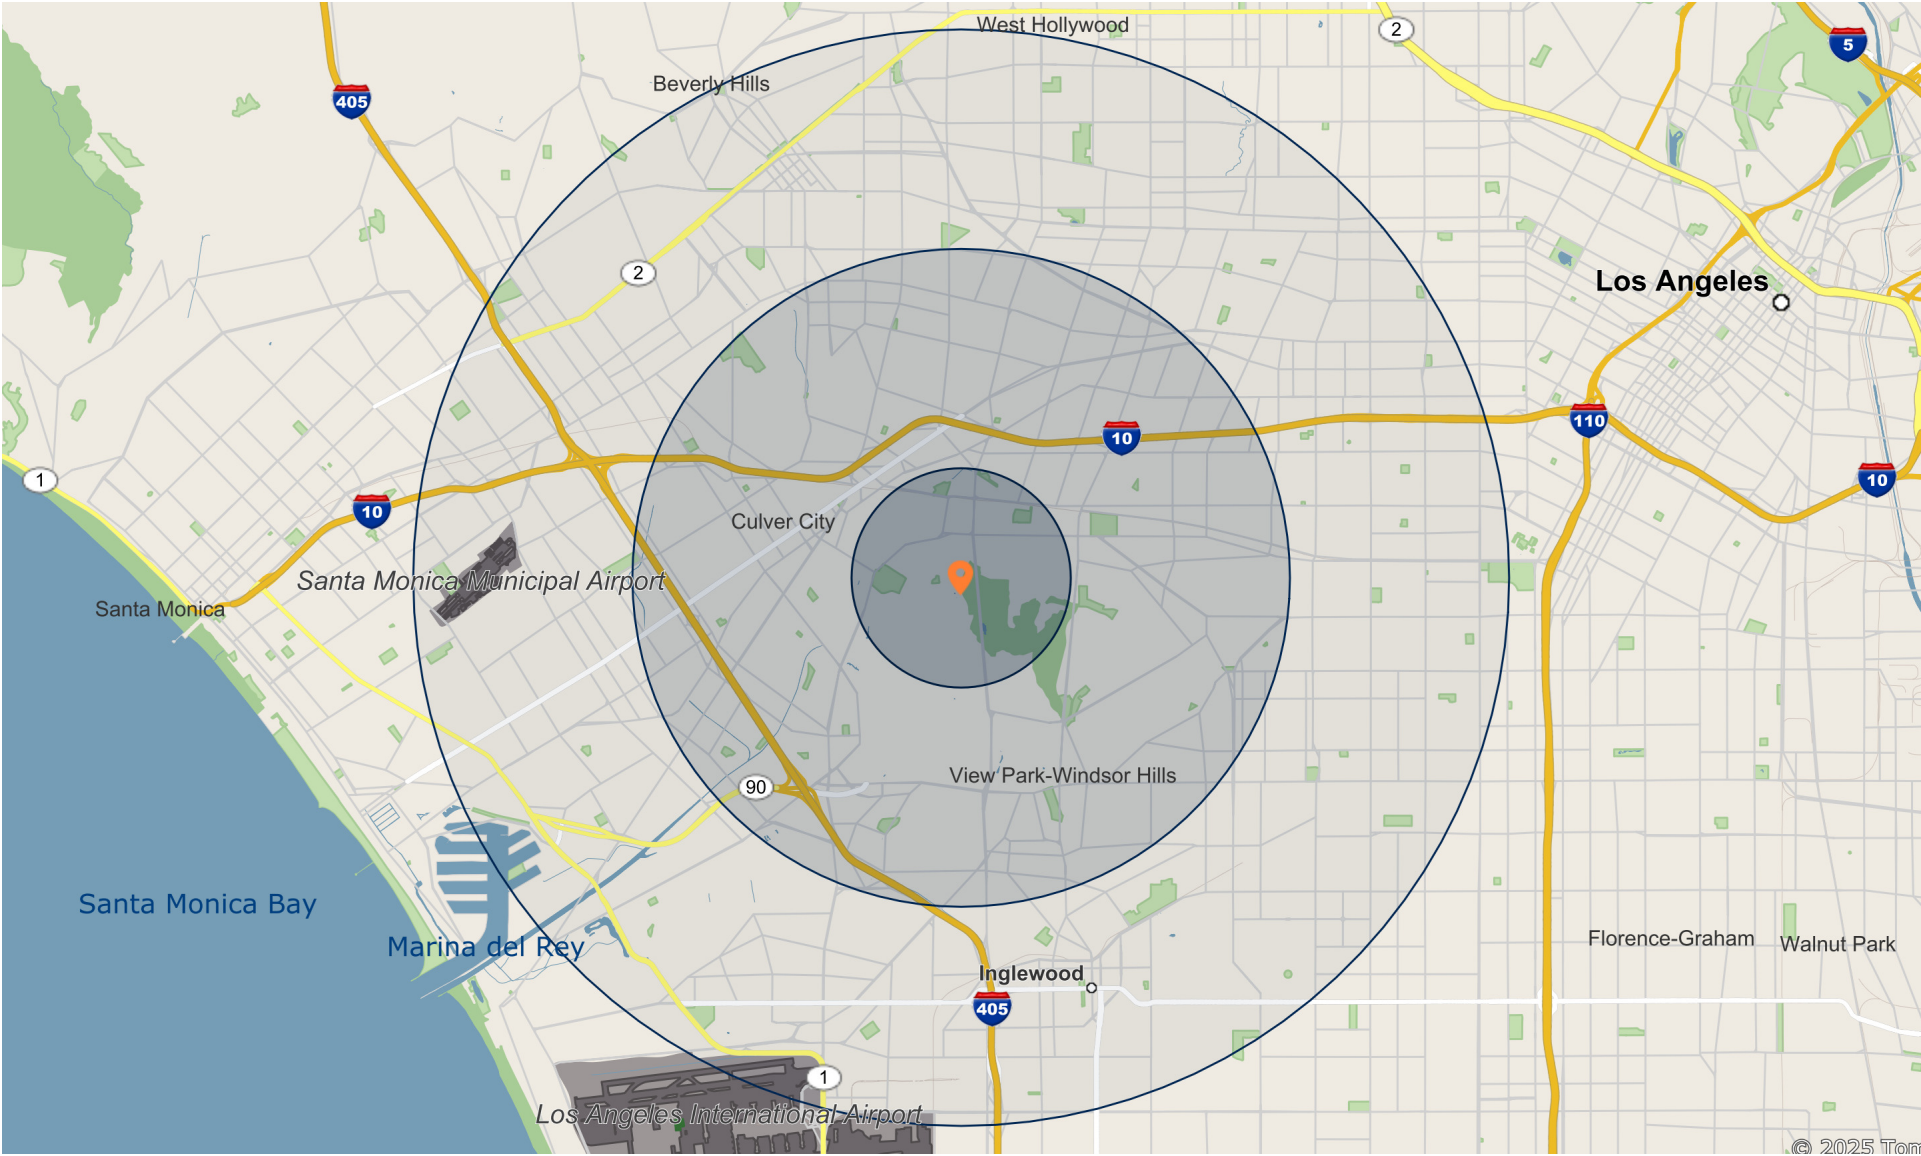 West Hollywood
2
5
Beverly Hills
405
2
Los Angeles
110
10
1
10
10
Culver City
Santa Monica Municipal Airport
Santa Monica
View Park-Windsor Hills
90
Santa Monica Bay
Marina del Rey
Florence-Graham
Walnut Park
Inglewood
405
1
Los Angeles International Airport
© 2025 Tom